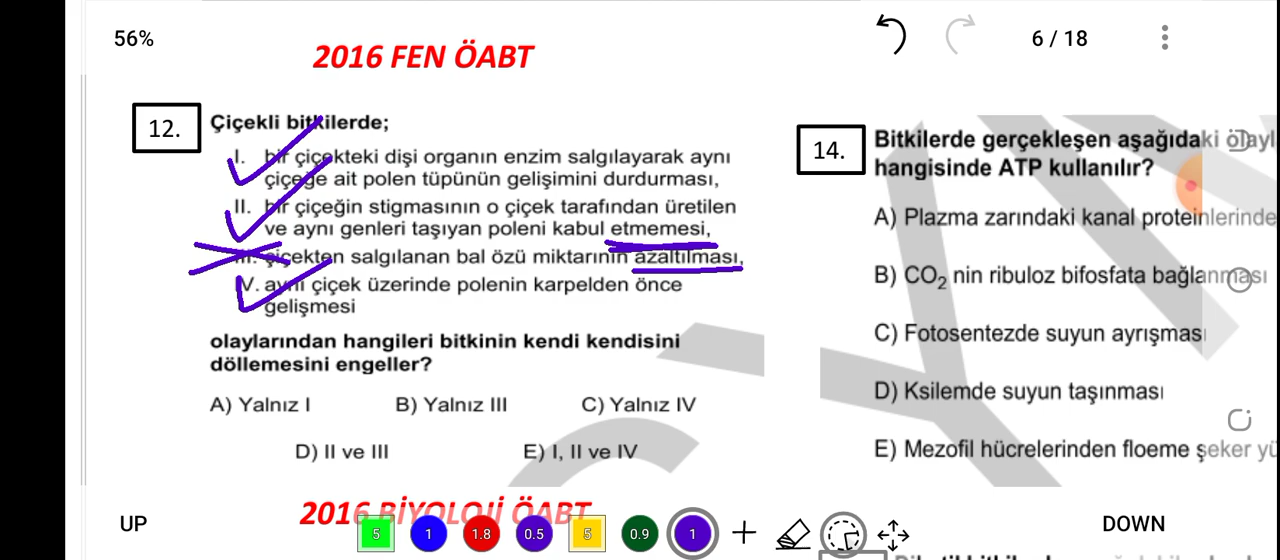 56%
2016 FEN ÖABT
6 / 18
12.
Çiçekli bitkilerde;
I. bir çiçekteki dişi organın enzim salgılayarak aynı
çiçeğe ait polen tüpünün gelişimini durdurması,
II. bir çiçeğin stigmasının o çiçek tarafından üretilen
ve aynı genleri taşıyan poleni kabul etmemesi,
III. çiçekten salgılanan bal özü miktarının azaltılması,
IV. aynı çiçek üzerinde polenin karpelden önce
gelişmesi
olaylarından hangileri bitkinin kendi kendisini
döllemesini engeller?
A) Yalnız I B) Yalnız III C) Yalnız IV
D) II ve III E) I, II ve IV
2016 BİYOLOJİ ÖABT
14.
Bitkilerde gerçekleşen aşağıdaki
hangisinde ATP kullanılır?
A) Plazma zarındaki kanal proteinlerinde
B) CO₂ nin ribuloz bifosfata bağlanması
C) Fotosentezde suyun ayrışması
D) Ksilemde suyun taşınması
E) Mezofil hücrelerinden floeme şeker
UP
5 1 1.8 0.5 5 0.9 1
DOWN